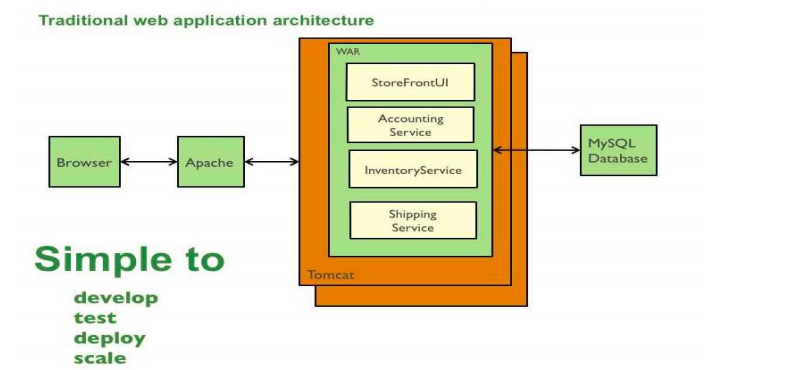 Traditional web application architecture
WAR
StoreFrontUI
Accounting
Service
InventoryService
Shipping
Service
Tomcat
Browser
Apache
MySQL
Database
Simple to
develop
test
deploy
scale